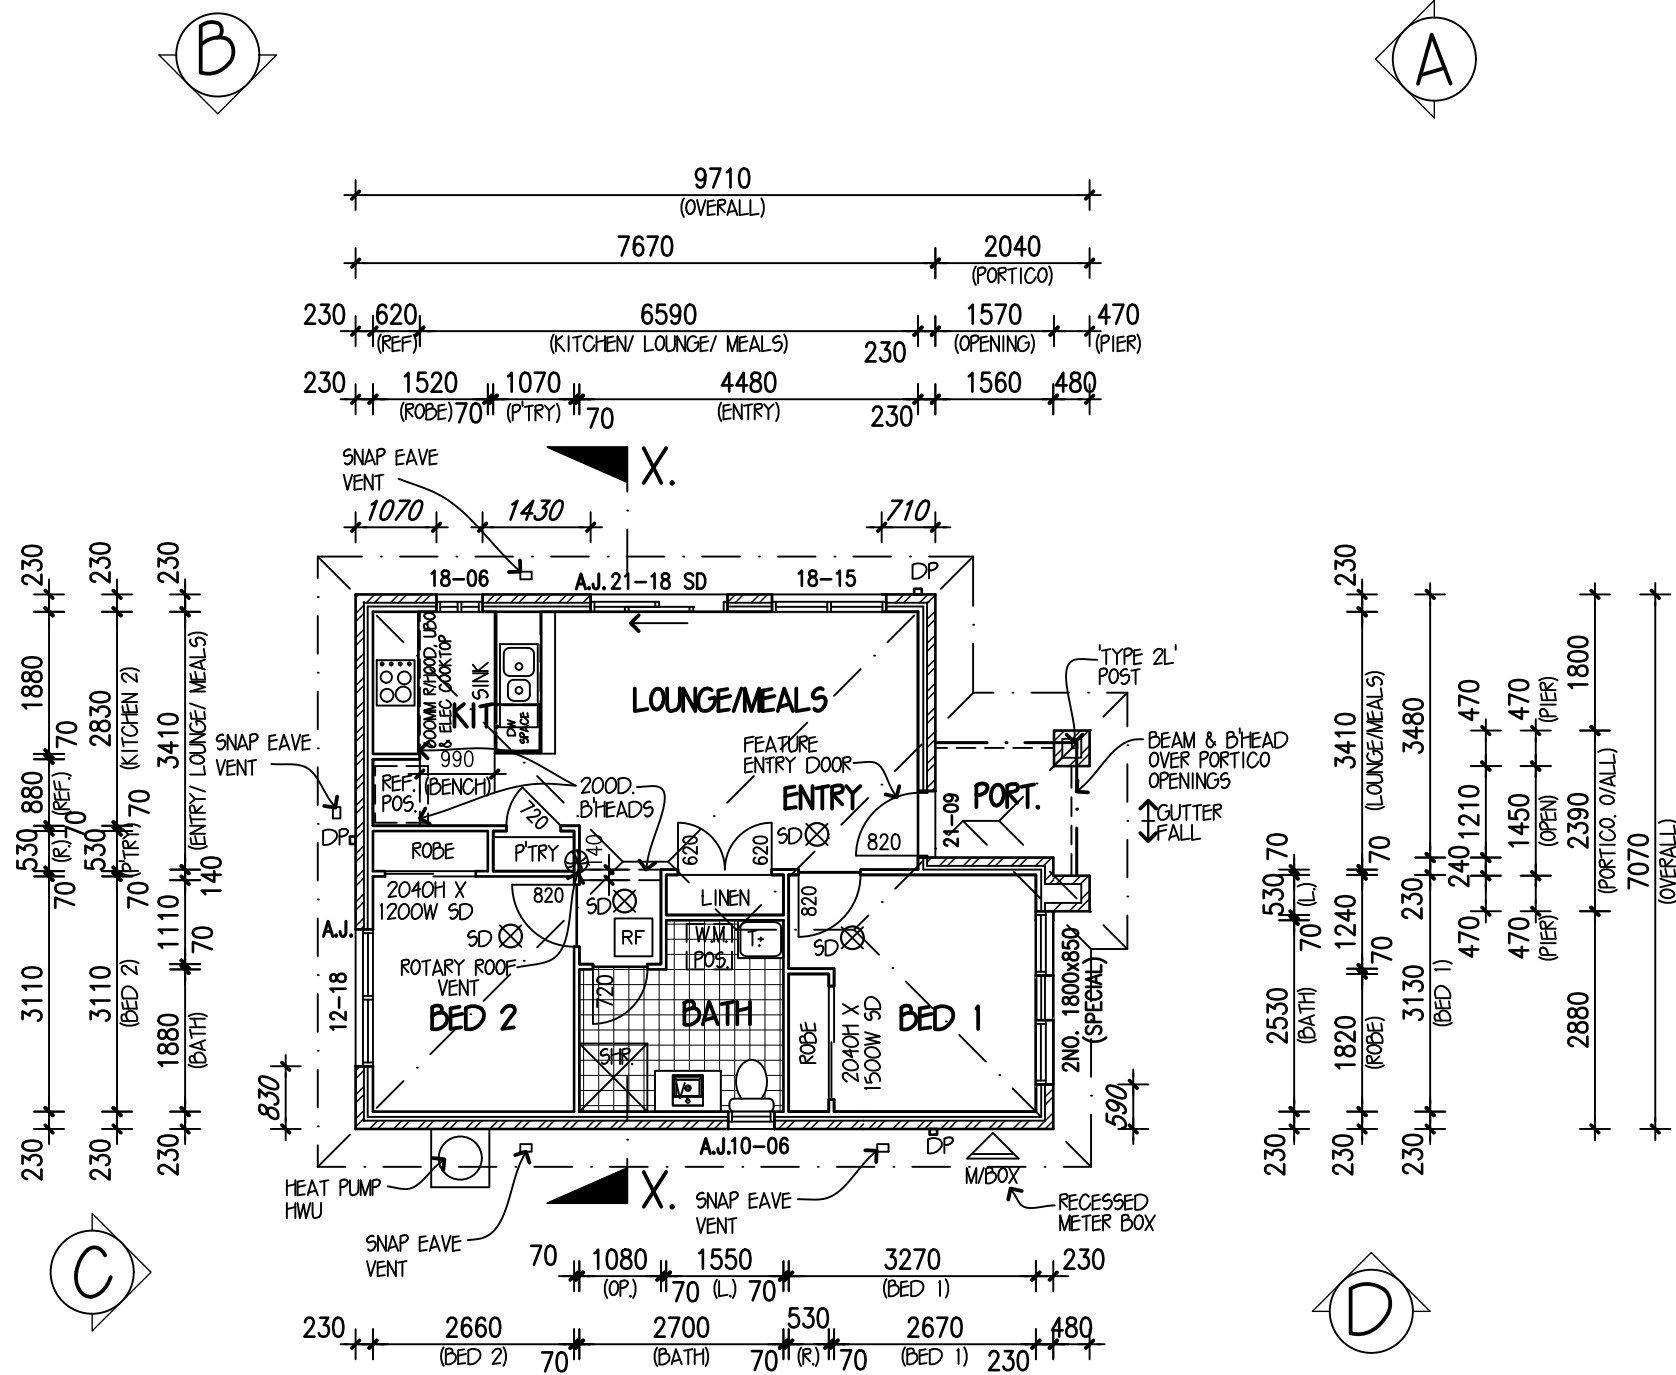 B
A
9710
(OVERALL)
7670
2040
(PORTICO)
230
620
(REF)
6590
(KITCHEN/ LOUNGE/ MEALS)
230
1570
(OPENING)
470
(PIER)
230
1520
(ROBE)
70
1070
(P'TRY)
70
4480
(ENTRY)
230
1560
480
SNAP EAVE
VENT
X.
1070
1430
710
18-06
A.J. 21-18 SD
18-15
DP
230
1880
70
880
(REF.)
70
530
(R.)
70
3110
230
230
2830
(KITCHEN 2)
70
530
(P'TRY)
70
3110
(BED 2)
230
230
3410
(ENTRY/ LOUNGE/ MEALS)
140
1110
70
1880
(BATH)
230
830
SNAP EAVE
VENT
DP
A.J.
12-18
600MM R/HOOD, UBO
& ELEC COOKTOP
KIT
SINK
DW
SPACE
990
(BENCH)
REF.
POS.
LOUNGE/MEALS
FEATURE
ENTRY DOOR
ENTRY
PORT.
200D.
B'HEADS
720
ROBE
P'TRY
140
620
620
SD
820
21-09
2040H X
1200W SD
820
SD
SD
LINEN
820
SD
RF
W.M.
POS.
T.
ROTARY ROOF
VENT
BED 2
720
BATH
BED 1
SHR.
V
ROBE
2040H X
1500W SD
2NO. 1800x850
(SPECIAL)
'TYPE 2L'
POST
BEAM & B'HEAD
OVER PORTICO
OPENINGS
GUTTER
FALL
590
70
530
(L.)
70
2530
(BATH)
230
230
3410
(LOUNGE/MEALS)
70
1240
70
1820
(ROBE)
230
3480
230
3130
(BED 1)
230
470
1210
240
470
470
(PIER)
1450
(OPEN)
470
(PIER)
1800
2390
(PORTICO. O/ALL)
2880
7070
(OVERALL)
A.J. 10-06
DP
M/BOX
HEAT PUMP
HWU
X.
SNAP EAVE
VENT
RECESSED
METER BOX
SNAP EAVE
VENT
C
D
70
1080
(OP.)
70
1550
(L.)
70
3270
(BED 1)
230
230
2660
(BED 2)
70
2700
(BATH)
70
530
(R.)
70
2670
(BED 1)
230
480